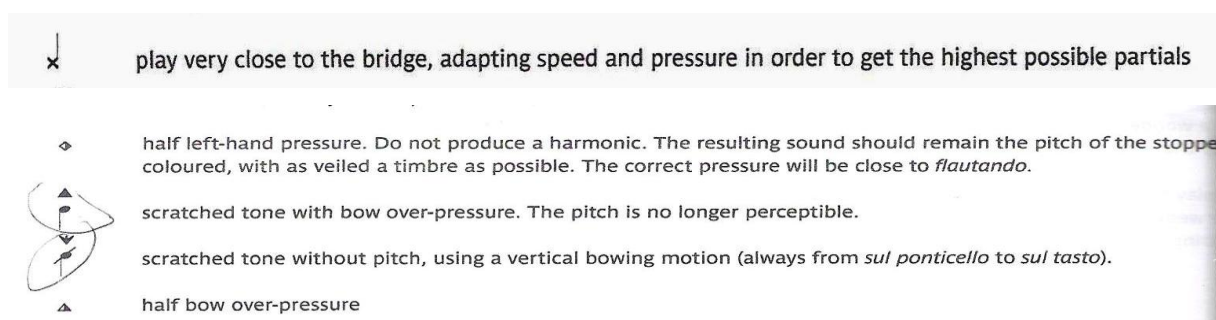 play very close to the bridge, adapting speed and pressure in order to get the highest possible partials
half left-hand pressure. Do not produce a harmonic. The resulting sound should remain the pitch of the stoppe
coloured, with as veiled a timbre as possible. The correct pressure will be close to flautando.
scratched tone with bow over-pressure. The pitch is no longer perceptible.
scratched tone without pitch, using a vertical bowing motion (always from sul ponticello to sul tasto).
half bow over-pressure